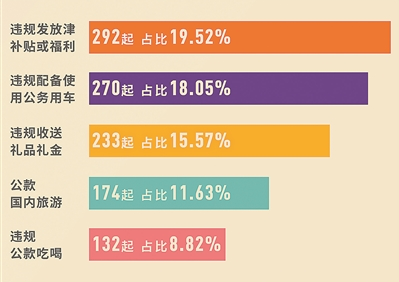 违规发放津
补贴或福利
292起 占比19.52%
违规配备使
用公务用车
270起 占比18.05%
违规收送
礼品礼金
233起 占比15.57%
公款
国内旅游
174起 占比11.63%
违规
公款吃喝
132起 占比8.82%